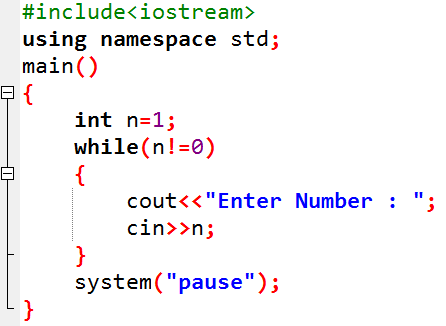 #include<iostream>
using namespace std;
main()
{
int n=1;
while(n!=0)
{
cout<<"Enter Number : ";
cin>>n;
}
system("pause");
}